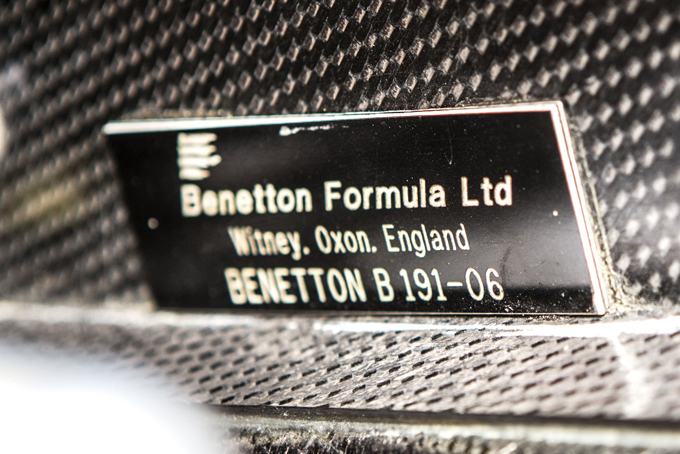 Benetton Formula Ltd
Witney. Oxon. England
BENETTON B 191-06